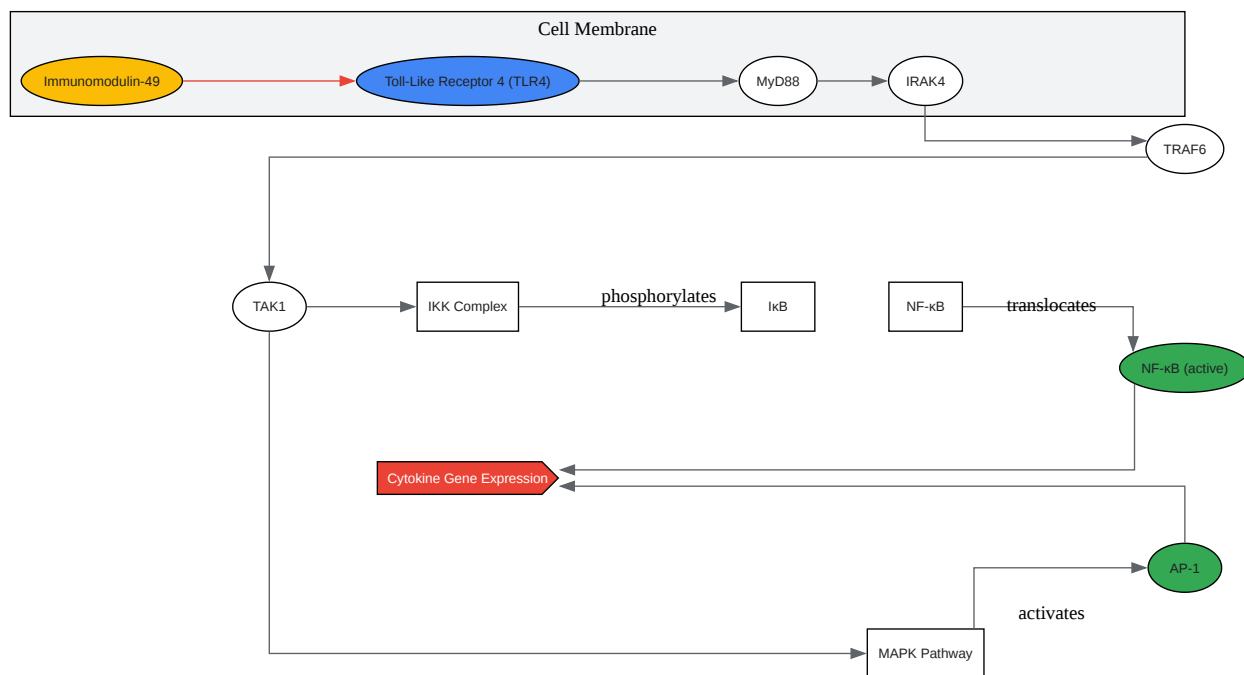 Cell Membrane
Immunomodulin-49
Toll-Like Receptor 4 (TLR4)
MyD88
IRAK4
TRAF6
TAK1
IKK Complex
phosphorylates
IκB
NF-κB
translocates
NF-κB (active)
Cytokine Gene Expression
AP-1
activates
MAPK Pathway